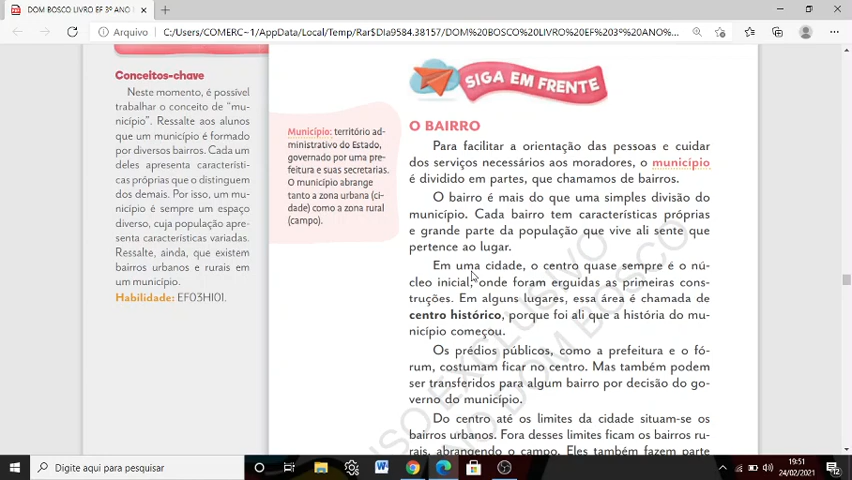 DOM BOSCO LIVRO EF 3º ANO V
Arquivo
C:/Users/COMERC~1/AppData/Local/Temp/Rar$DIa9584.38157/DOM%20BOSCO%20LIVRO%20EF%203º%20ANO%...
Conceitos-chave
Neste momento, é possível
trabalhar o conceito de “mu-
nicípio”. Ressalte aos alunos
que um município é formado
por diversos bairros. Cada um
deles apresenta característi-
cas próprias que o distinguem
dos demais. Por isso, um mu-
nicípio é sempre um espaço
diverso, cuja população apre-
senta características variadas.
Ressalte, ainda, que existem
bairros urbanos e rurais em
um município.
Habilidade: EF03HI01.
Município: território ad-
ministrativo do Estado,
governado por uma pre-
feitura e suas secretarias.
O município abrange
tanto a zona urbana (ci-
dade) como a zona rural
(campo).
SIGA EM FRENTE
O BAIRRO
Para facilitar a orientação das pessoas e cuidar
dos serviços necessários aos moradores, o município
é dividido em partes, que chamamos de bairros.
O bairro é mais do que uma simples divisão do
município. Cada bairro tem características próprias
e grande parte da população que vive ali sente que
pertence ao lugar.
Em uma cidade, o centro quase sempre é o nú-
cleo inicial, onde foram erguidas as primeiras cons-
truções. Em alguns lugares, essa área é chamada de
centro histórico, porque foi ali que a história do mu-
nicípio começou.
Os prédios públicos, como a prefeitura e o fó-
rum, costumam ficar no centro. Mas também podem
ser transferidos para algum bairro por decisão do go-
verno do município.
Do centro até os limites da cidade situam-se os
bairros urbanos. Fora desses limites ficam os bairros ru-
rais, abrangendo o campo. Eles também fazem parte
USO EXCLUSIVO
DOM BOSCO
Digite aqui para pesquisar
19:51
24/02/2021